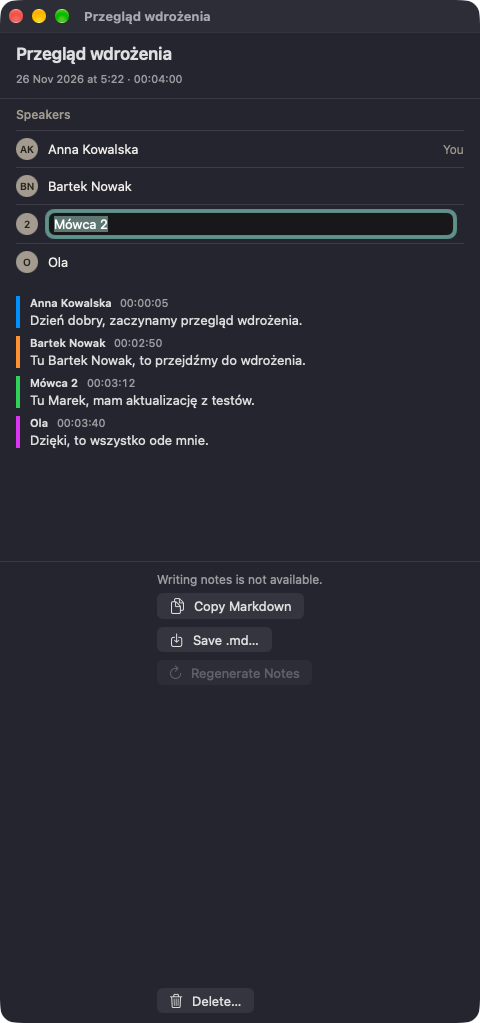 Przegląd wdrożenia
Przegląd wdrożenia
26 Nov 2026 at 5:22 · 00:04:00
Speakers
AK Anna Kowalska You
BN Bartek Nowak
2 Mówca 2
O Ola
Anna Kowalska 00:00:05
Dzień dobry, zaczynamy przegląd wdrożenia.
Bartek Nowak 00:02:50
Tu Bartek Nowak, to przejdźmy do wdrożenia.
Mówca 2 00:03:12
Tu Marek, mam aktualizację z testów.
Ola 00:03:40
Dzięki, to wszystko ode mnie.
Writing notes is not available.
Copy Markdown
Save .md...
Regenerate Notes
Delete...